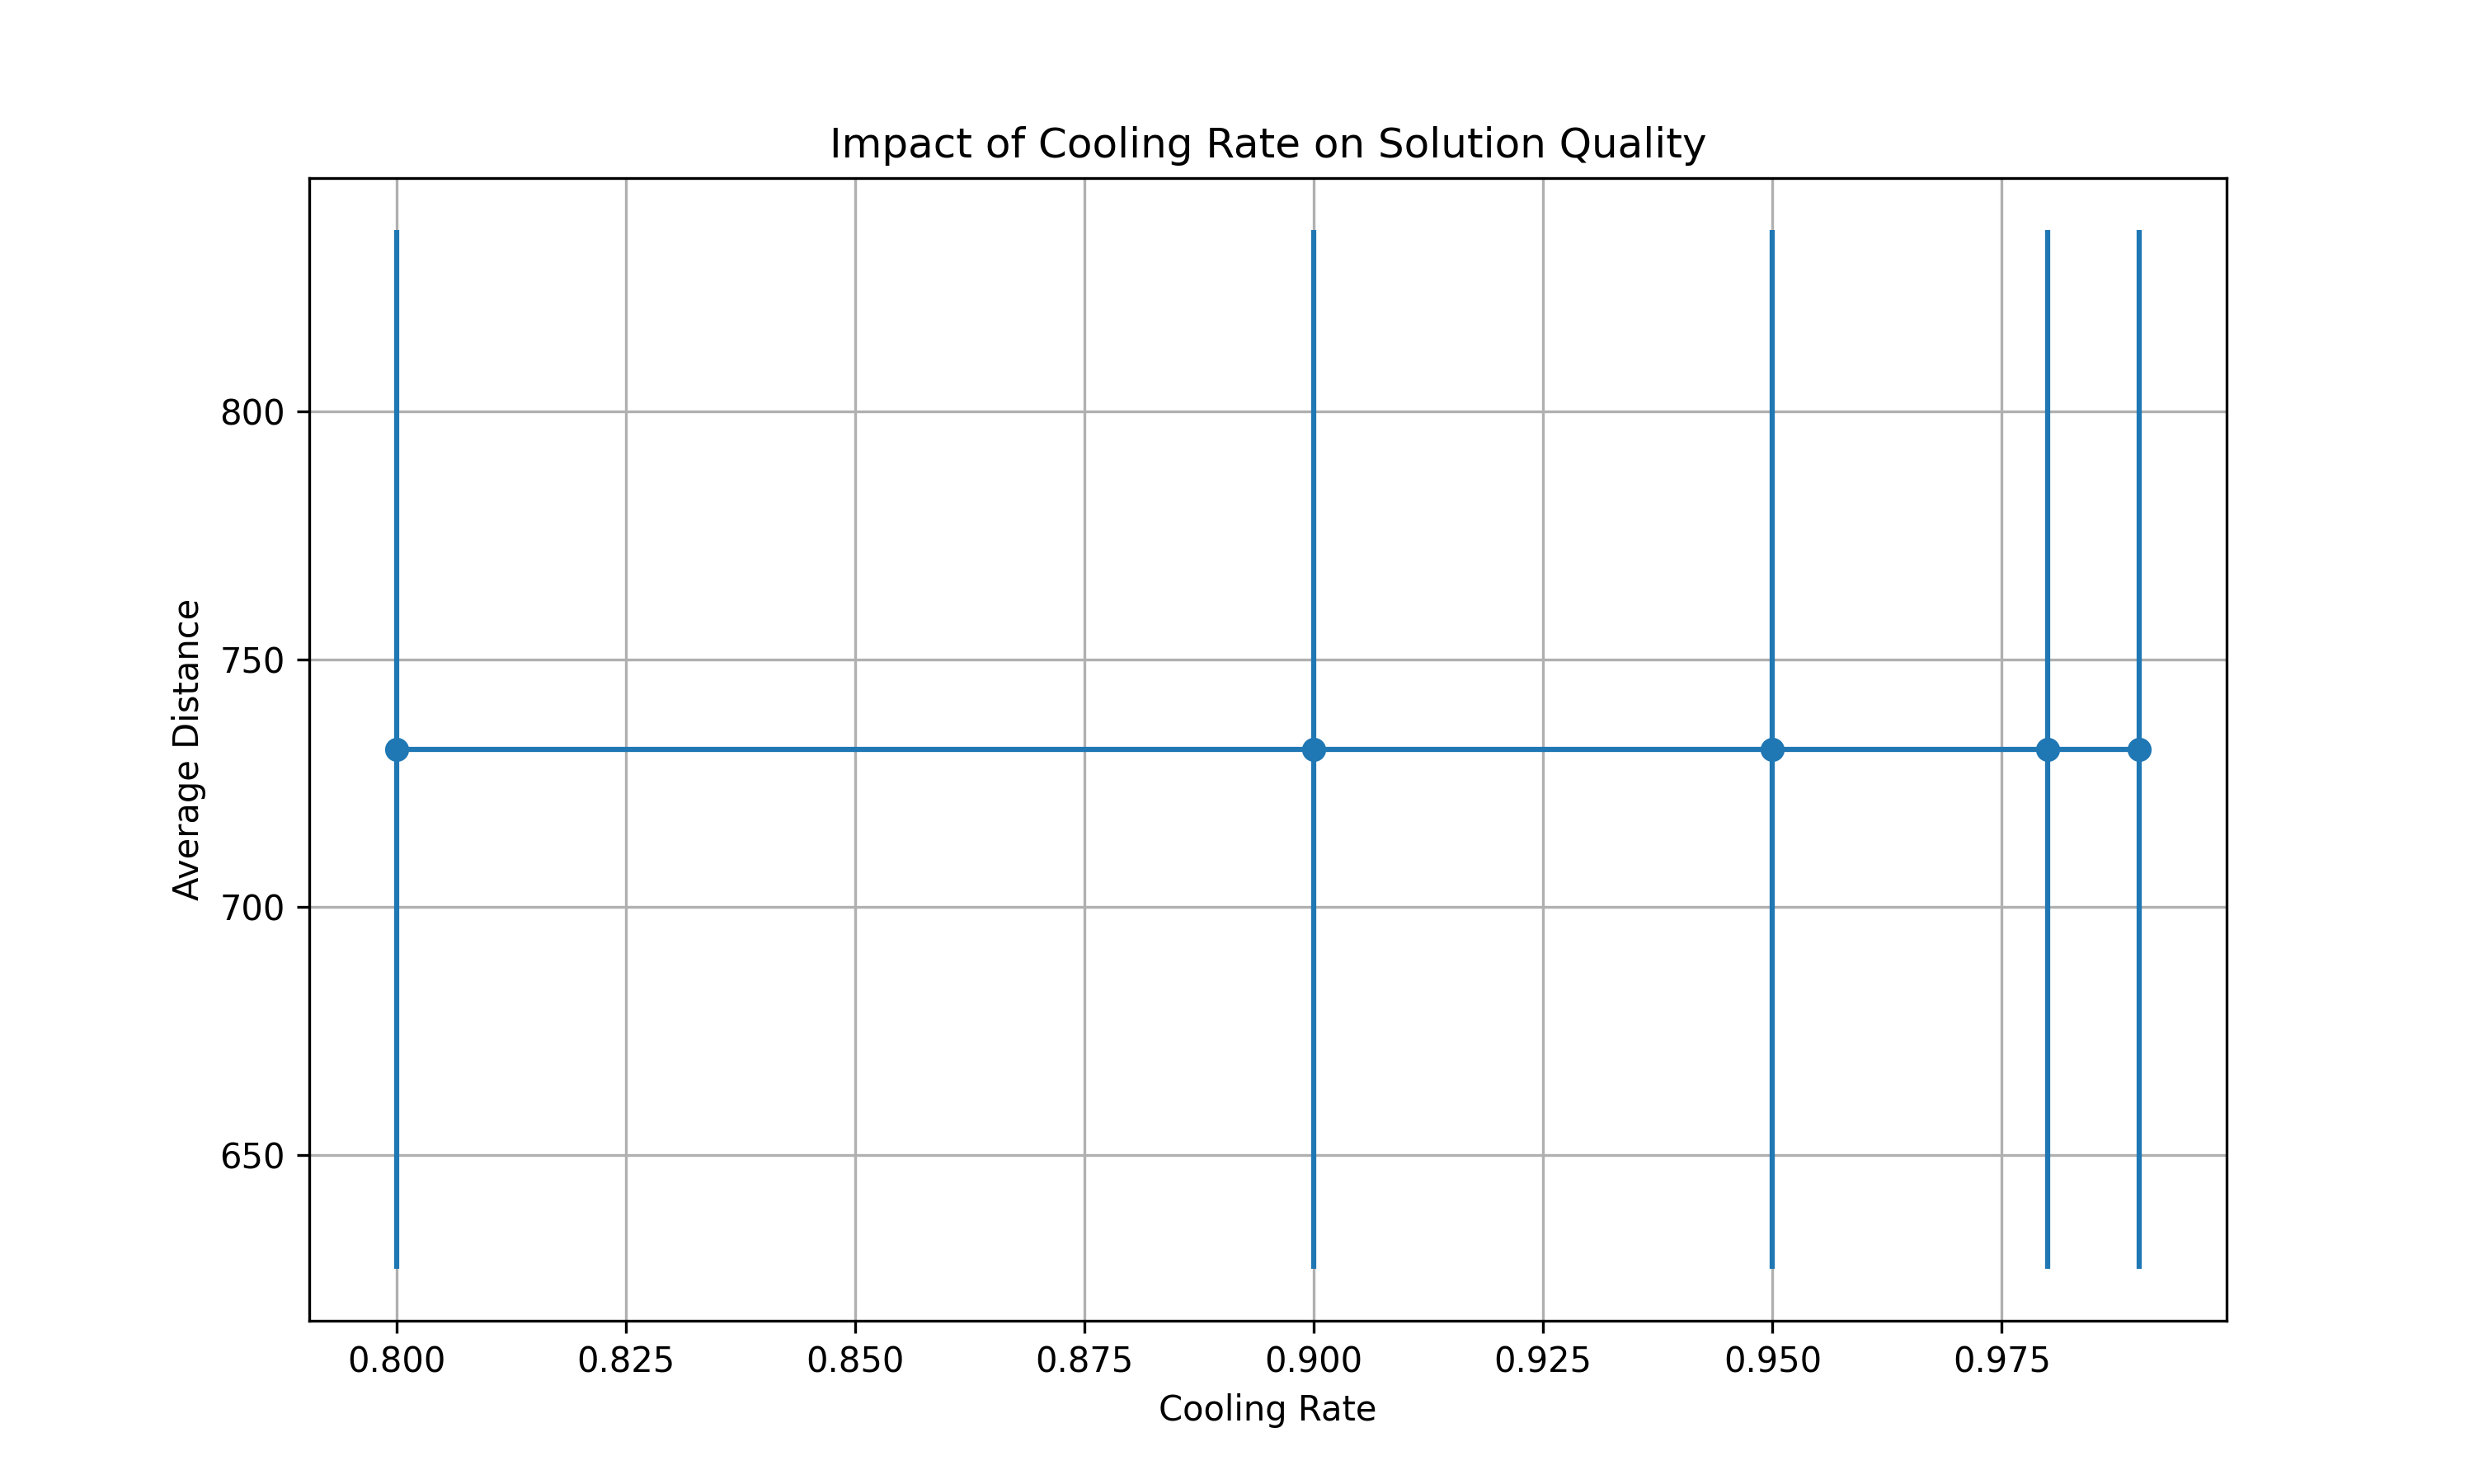 Impact of Cooling Rate on Solution Quality
Average Distance
800
750
700
650
0.800 0.825 0.850 0.875 0.900 0.925 0.950 0.975
Cooling Rate